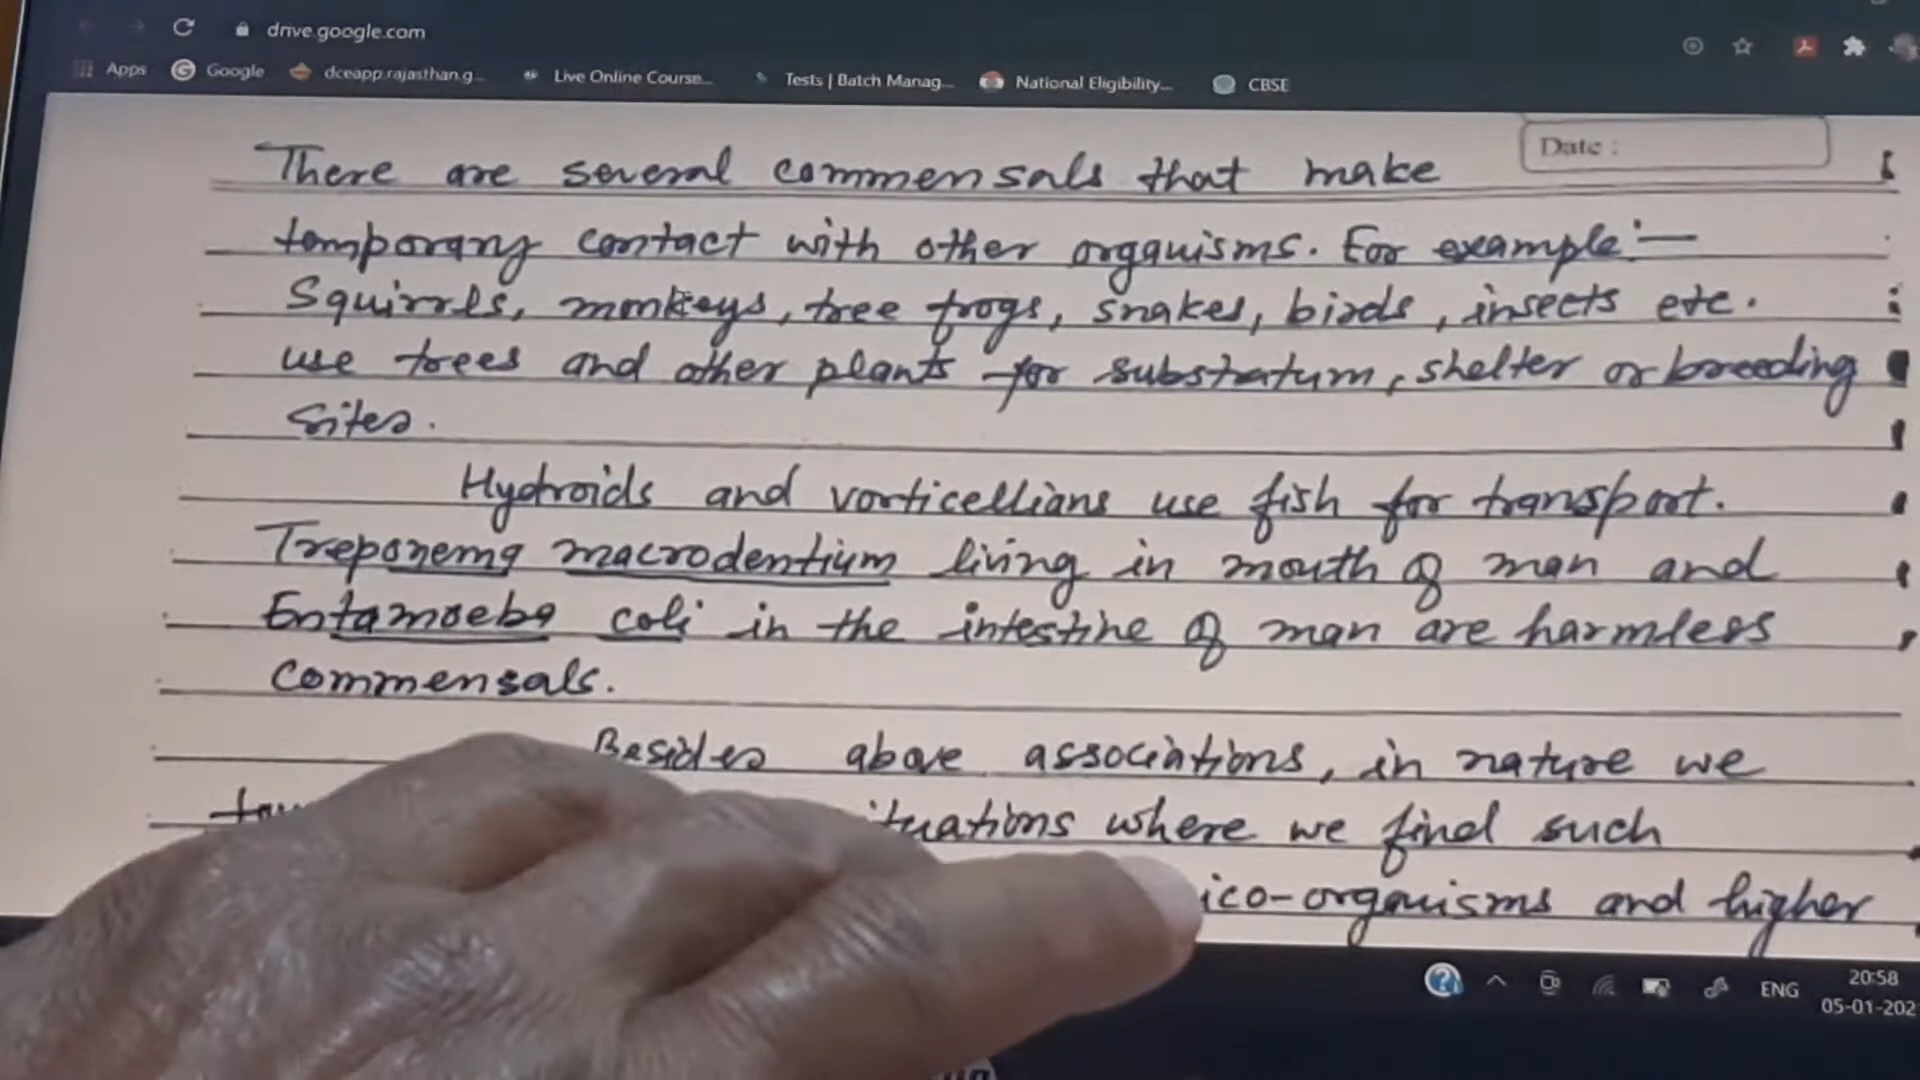 drive.google.com
Apps Google dceapp.rajasthan.g... Live Online Course... Tests | Batch Manag... National Eligibility... CBSE
Date :
There are several commensals that make
temporary contact with other organisms. For example:-
Squirrels, monkeys, tree frogs, snakes, birds, insects etc.
use trees and other plants for substratum, shelter or breeding
sites.
Hydroids and vorticellians use fish for transport.
Treponema macrodentium living in mouth of man and
Entamoeba coli in the intestine of man are harmless
commensals.
Besides above associations, in nature we
ituations where we find such
ico-organisms and higher
ENG 20:58
05-01-202